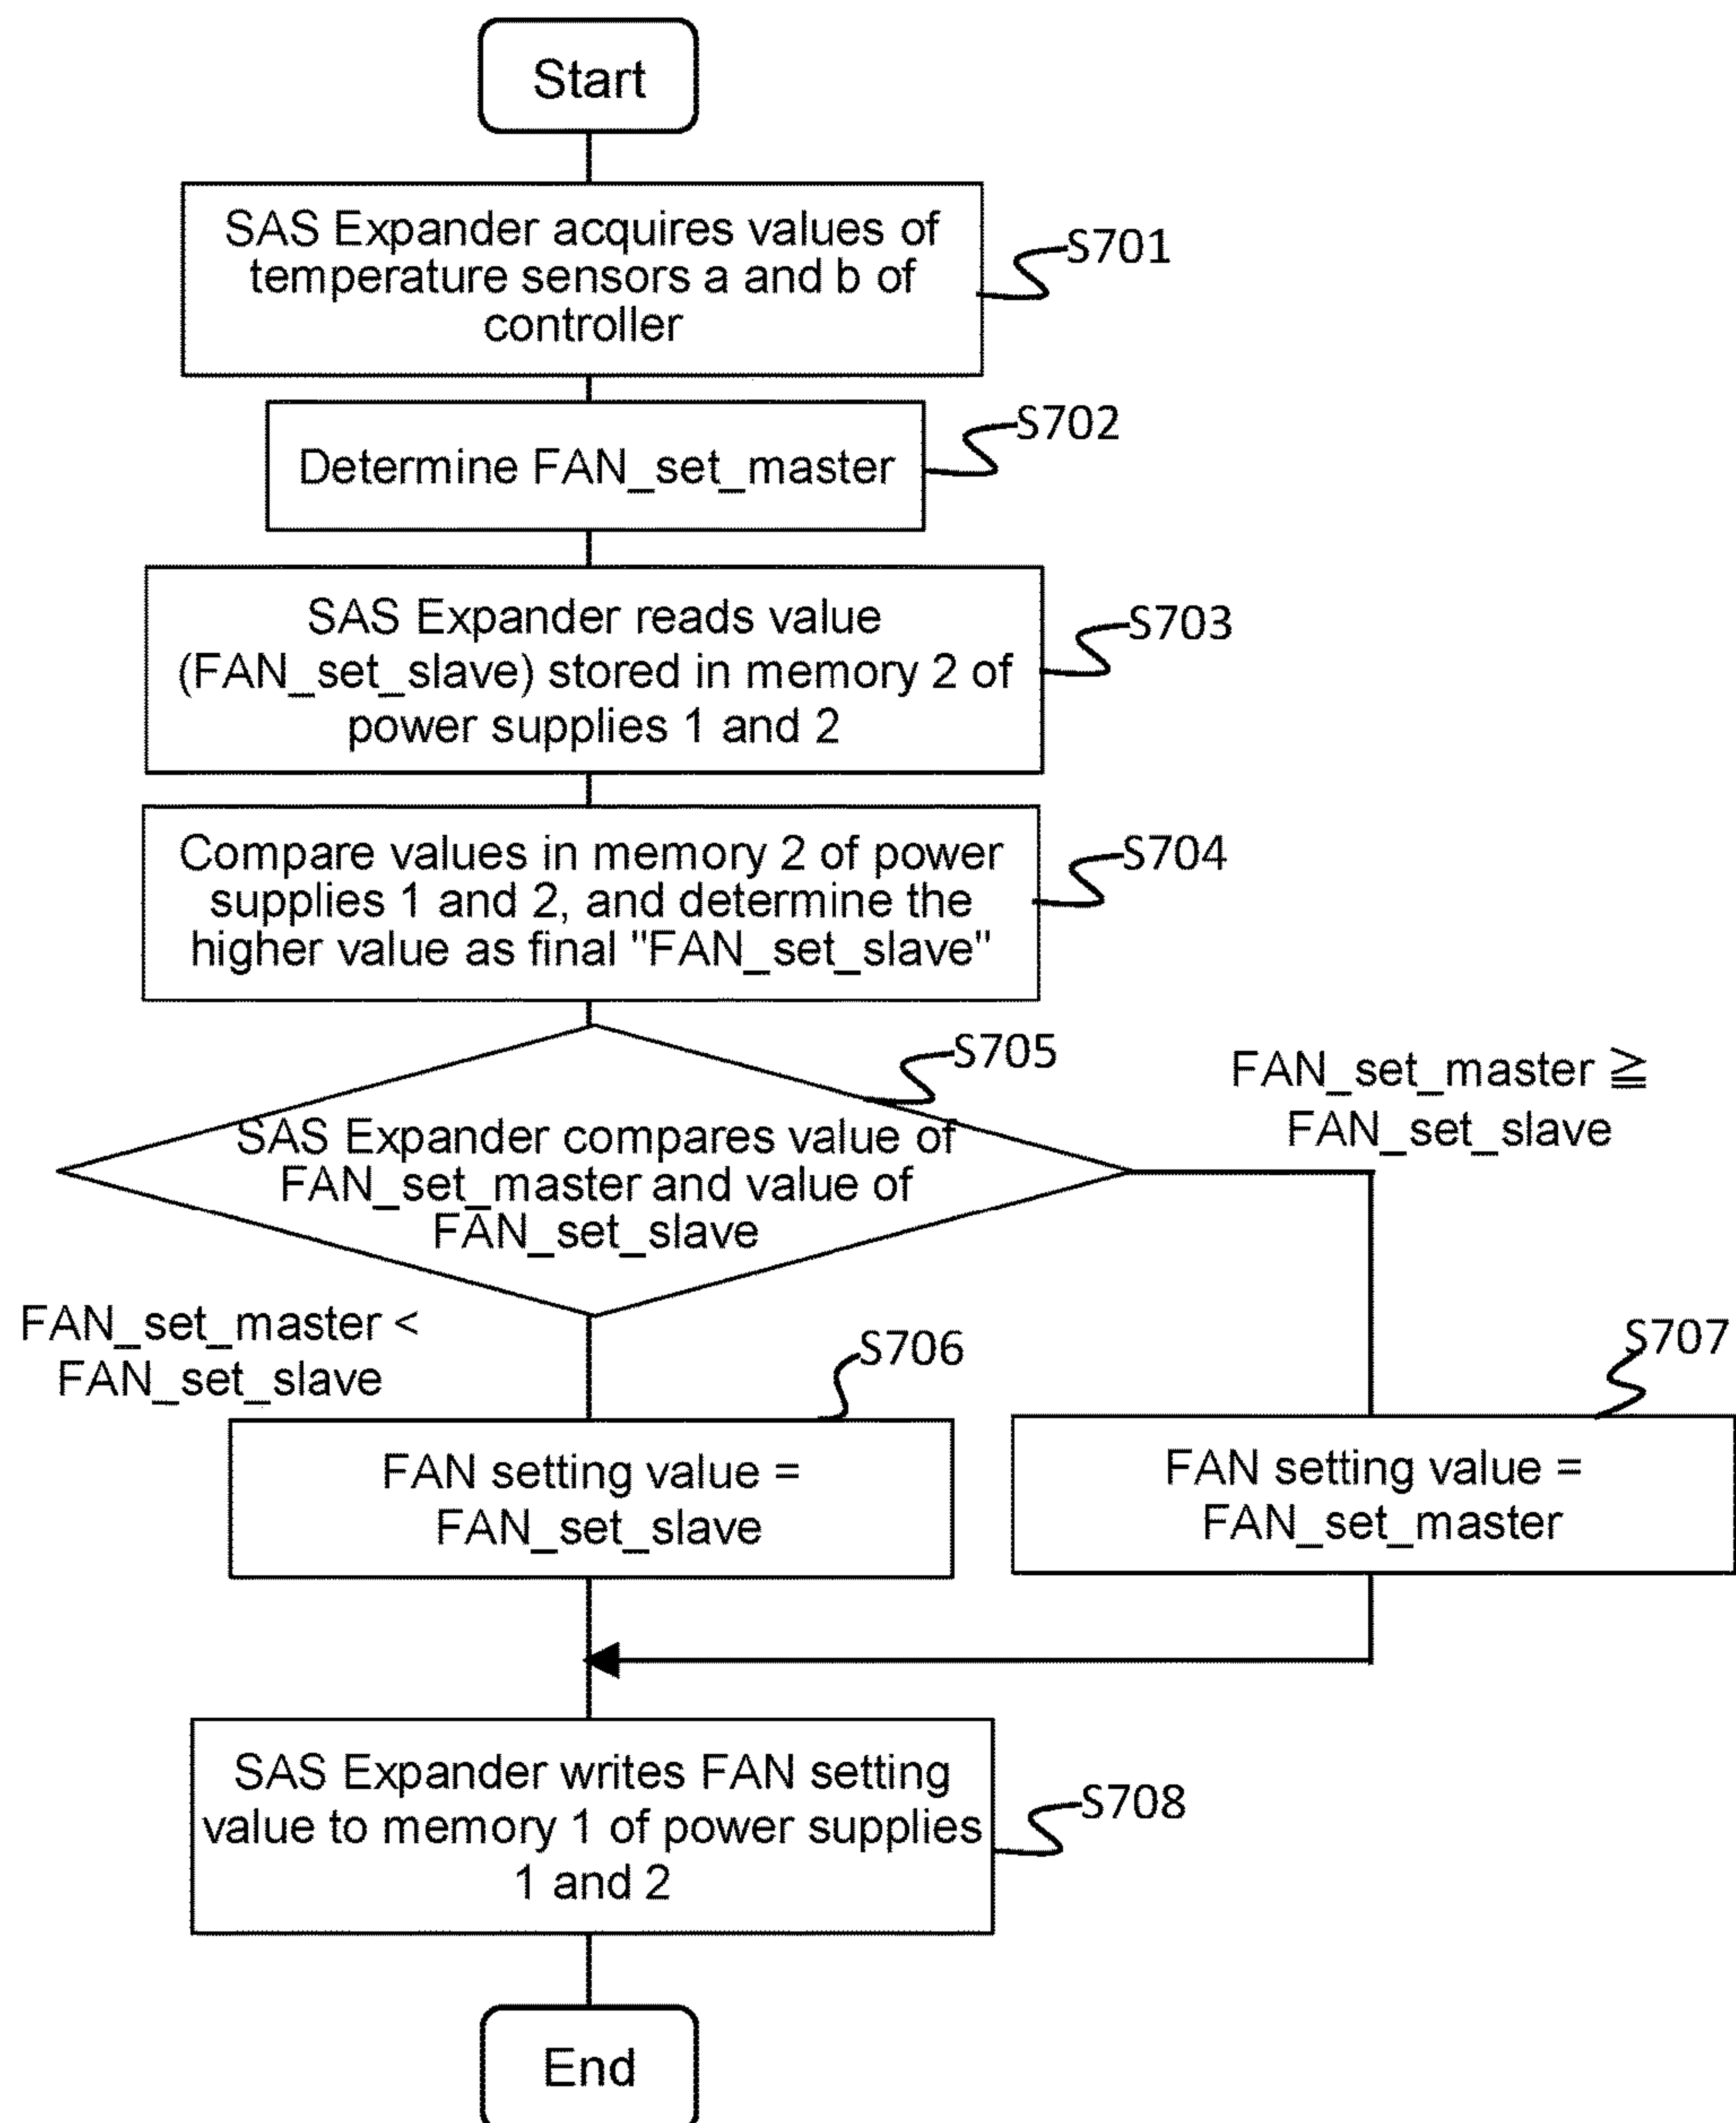 Start
SAS Expander acquires values of
temperature sensors a and b of
controller
S701
Determine FAN_set_master
S702
SAS Expander reads value
(FAN_set_slave) stored in memory 2 of
power supplies 1 and 2
S703
Compare values in memory 2 of power
supplies 1 and 2, and determine the
higher value as final "FAN_set_slave"
S704
S705
SAS Expander compares value of
FAN_set_master and value of
FAN_set_slave
FAN_set_master ≧
FAN_set_slave
FAN_set_master <
FAN_set_slave
S706
FAN setting value =
FAN_set_slave
S707
FAN setting value =
FAN_set_master
SAS Expander writes FAN setting
value to memory 1 of power supplies
1 and 2
S708
End